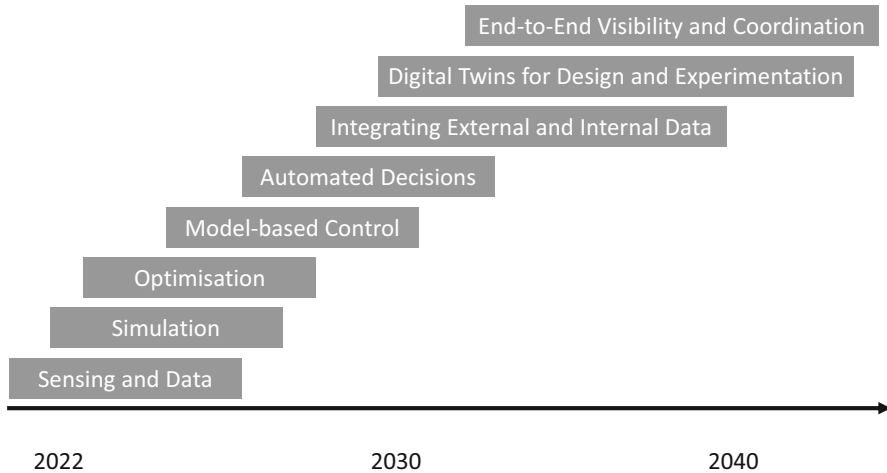 End-to-End Visibility and Coordination
Digital Twins for Design and Experimentation
Integrating External and Internal Data
Automated Decisions
Model-based Control
Optimisation
Simulation
Sensing and Data
2022 2030 2040